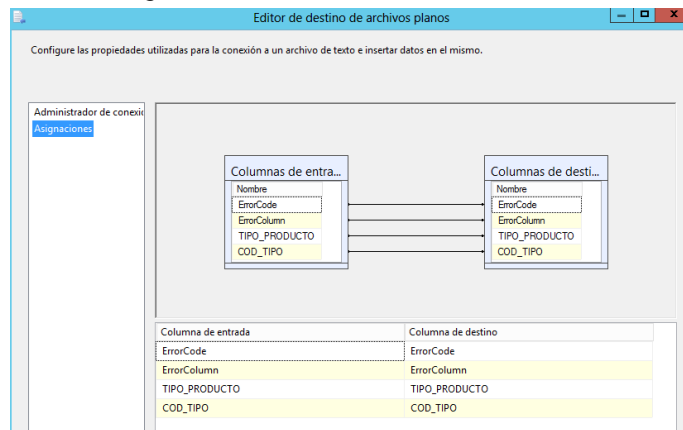 Editor de destino de archivos planos
Configure las propiedades utilizadas para la conexión a un archivo de texto e insertar datos en el mismo.
Administrador de conexi
Asignaciones
Columnas de entra...
Nombre
ErrorCode
ErrorColumn
TIPO_PRODUCTO
COD_TIPO
Columnas de desti...
Nombre
ErrorCode
ErrorColumn
TIPO_PRODUCTO
COD_TIPO
Columna de entrada Columna de destino
ErrorCode ErrorCode
ErrorColumn ErrorColumn
TIPO_PRODUCTO TIPO_PRODUCTO
COD_TIPO COD_TIPO